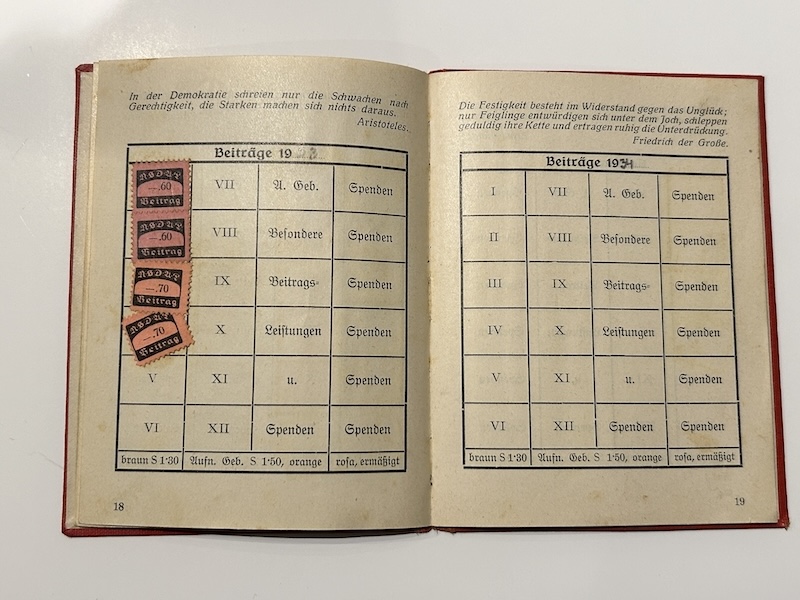 In der Demokratie schreien nur die Schwachen nach
Gerechtigkeit, die Starken machen sich nichts daraus.
Aristoteles.
Beiträge 1933
NSDAP
—.60
Beitrag
VII
A. Geb.
Spenden
NSDAP
—.60
Beitrag
VIII
Besondere
Spenden
NSDAP
—.70
Beitrag
IX
Beitrags-
Spenden
NSDAP
—.70
Beitrag
X
Leistungen
Spenden
V
XI
u.
Spenden
VI
XII
Spenden
Spenden
braun S 1·30
Aufn. Geb. S 1·50, orange
rosa, ermäßigt
18
Die Festigkeit besteht im Widerstand gegen das Unglück;
nur Feiglinge entwürdigen sich unter dem Joch, schleppen
geduldig ihre Kette und ertragen ruhig die Unterdrückung.
Friedrich der Große.
Beiträge 1934
I
VII
A. Geb.
Spenden
II
VIII
Besondere
Spenden
III
IX
Beitrags-
Spenden
IV
X
Leistungen
Spenden
V
XI
u.
Spenden
VI
XII
Spenden
Spenden
braun S 1·30
Aufn. Geb. S 1·50, orange
rosa, ermäßigt
19